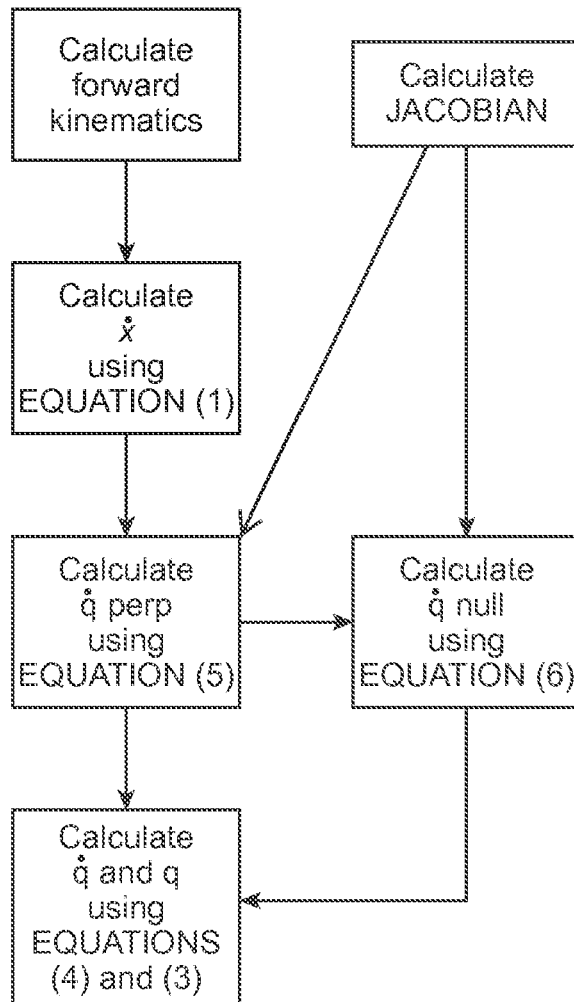 Calculate
forward
kinematics
Calculate
JACOBIAN
Calculate
ẋ
using
EQUATION (1)
Calculate
q̇ perp
using
EQUATION (5)
Calculate
q̇ null
using
EQUATION (6)
Calculate
q̇ and q
using
EQUATIONS
(4) and (3)